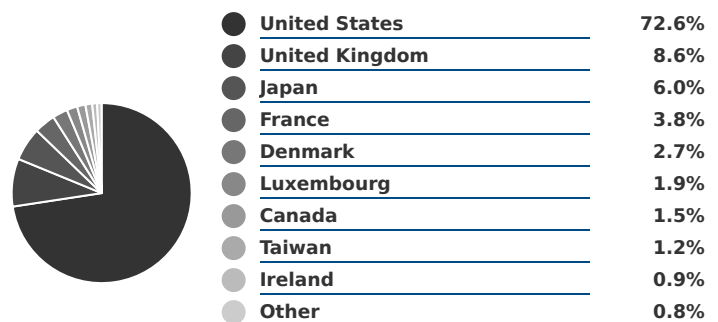 United States 72.6%
United Kingdom 8.6%
Japan 6.0%
France 3.8%
Denmark 2.7%
Luxembourg 1.9%
Canada 1.5%
Taiwan 1.2%
Ireland 0.9%
Other 0.8%